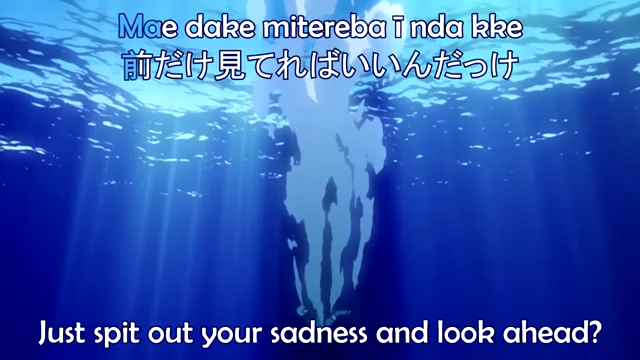 Mae dake mitereba ī nda kke
前だけ見てればいいんだっけ
Just spit out your sadness and look ahead?